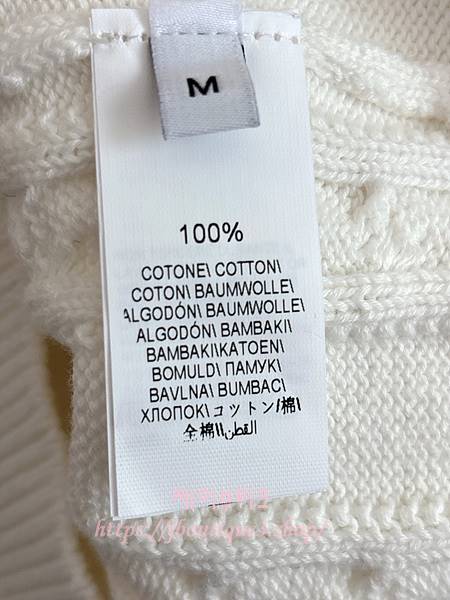 M
100%
COTONE\ COTTON\
COTON\ BAUMWOLLE\
ALGODÓN\ BAUMWOLLE\
ALGODÓN\ BAMBAKI\
BAMBAKI\KATOEN\
BOMULD\ ПАМУК\
BAVLNA\ BUMBAC\
ХЛОПОК\コットン/棉\
全棉\\القطن